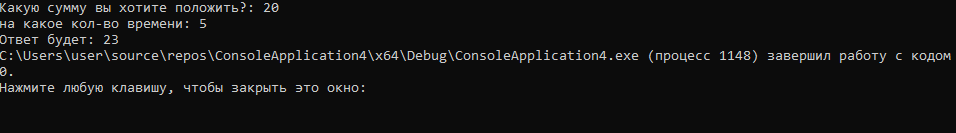 Какую сумму вы хотите положить?: 20
на какое кол-во времени: 5
Ответ будет: 23
C:\Users\user\source\repos\ConsoleApplication4\x64\Debug\ConsoleApplication4.exe (процесс 1148) завершил работу с кодом
0.
Нажмите любую клавишу, чтобы закрыть это окно: